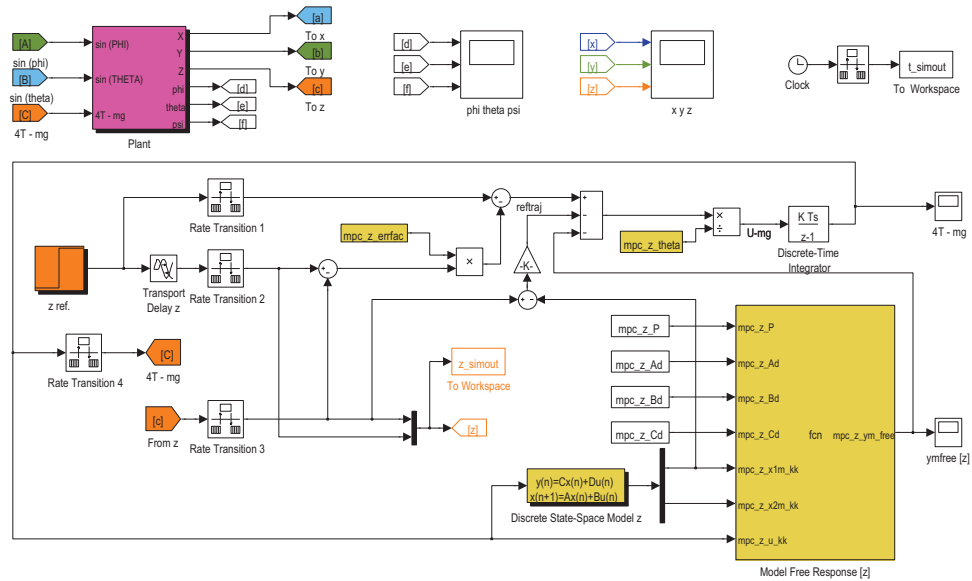 [A]
sin (phi)
[B]
sin (theta)
[C]
4T - mg
sin (PHI)
sin (THETA)
4T - mg
X
Y
Z
phi
theta
psi
Plant
[a]
To x
[b]
To y
[c]
To z
[d]
[e]
[f]
[d]
[e]
[f]
phi theta psi
[x]
[y]
[z]
x y z
Clock
t_simout
To Workspace
Rate Transition 1
mpc_z_errfac
×
+
-
reftraj
+
-
-
×
÷
mpc_z_theta
U-mg
K Ts
z-1
Discrete-Time
Integrator
4T - mg
z ref.
Transport
Delay z
Rate Transition 2
+
-
-K-
+ -
Rate Transition 4
[C]
4T - mg
[c]
From z
Rate Transition 3
z_simout
To Workspace
[z]
mpc_z_P
mpc_z_Ad
mpc_z_Bd
mpc_z_Cd
y(n)=Cx(n)+Du(n)
x(n+1)=Ax(n)+Bu(n)
Discrete State-Space Model z
mpc_z_P
mpc_z_Ad
mpc_z_Bd
mpc_z_Cd
mpc_z_x1m_kk
mpc_z_x2m_kk
mpc_z_u_kk
fcn
mpc_z_ym_free
Model Free Response [z]
ymfree [z]